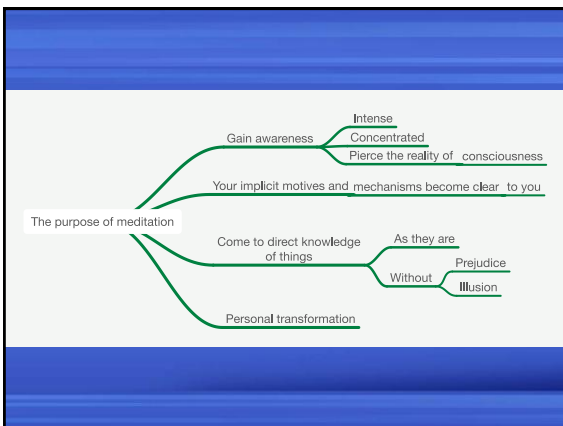 The purpose of meditation
Gain awareness
Intense
Concentrated
Pierce the reality of consciousness
Your implicit motives and mechanisms become clear to you
Come to direct knowledge
of things
As they are
Without
Prejudice
Illusion
Personal transformation